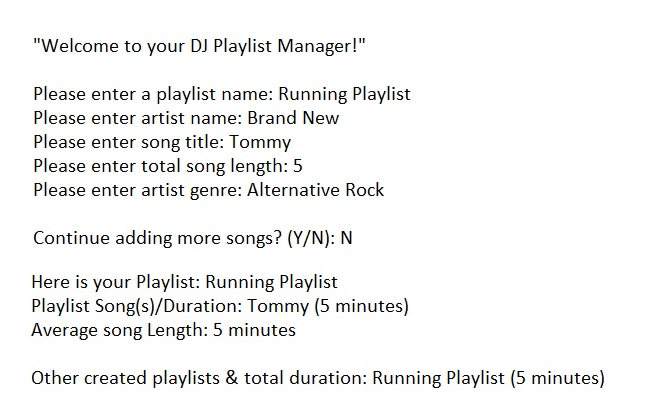 "Welcome to your DJ Playlist Manager!"
Please enter a playlist name: Running Playlist
Please enter artist name: Brand New
Please enter song title: Tommy
Please enter total song length: 5
Please enter artist genre: Alternative Rock
Continue adding more songs? (Y/N): N
Here is your Playlist: Running Playlist
Playlist Song(s)/Duration: Tommy (5 minutes)
Average song Length: 5 minutes
Other created playlists & total duration: Running Playlist (5 minutes)